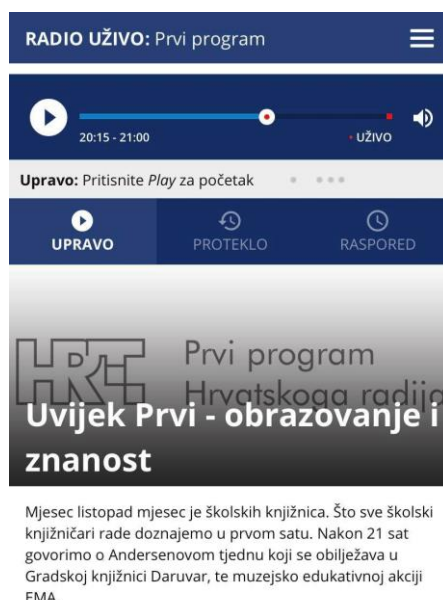 RADIO UŽIVO: Prvi program
20:15 - 21:00
• UŽIVO
Upravo: Pritisnite Play za početak
UPRAVO
PROTEKLO
RASPORED
HRT
Prvi program
Hrvatskoga radija
Uvijek Prvi - obrazovanje i
znanost
Mjesec listopad mjesec je školskih knjižnica. Što sve školski
knjižničari rade doznajemo u prvom satu. Nakon 21 sat
govorimo o Andersenovom tjednu koji se obilježava u
Gradskoj knjižnici Daruvar, te muzejsko edukativnoj akciji
EMA